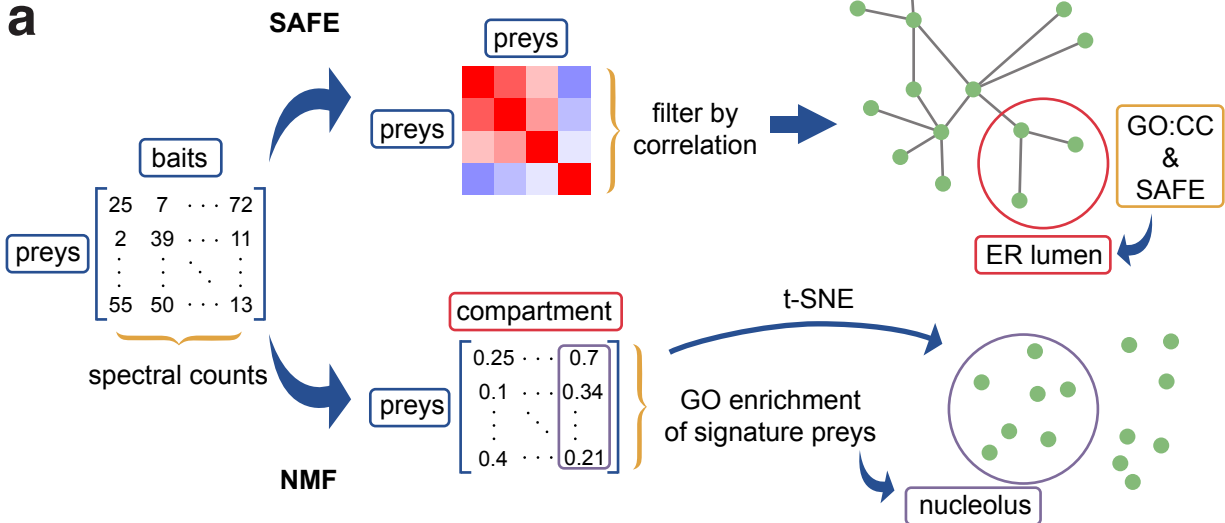 a
SAFE
preys
preys
filter by
correlation
GO:CC
&
SAFE
ER lumen
baits
preys
25 7 ··· 72
2 39 ··· 11
55 50 ··· 13
spectral counts
NMF
compartment
preys
0.25 ··· 0.7
0.1 ··· 0.34
0.4 ··· 0.21
t-SNE
GO enrichment
of signature preys
nucleolus